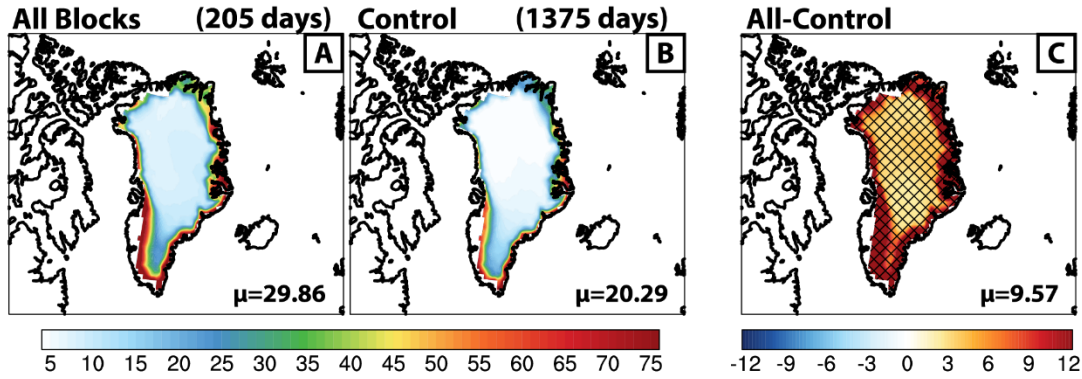 All Blocks (205 days) Control (1375 days) All-Control
A B C
μ=29.86 μ=20.29 μ=9.57
5 10 15 20 25 30 35 40 45 50 55 60 65 70 75 -12 -9 -6 -3 0 3 6 9 12